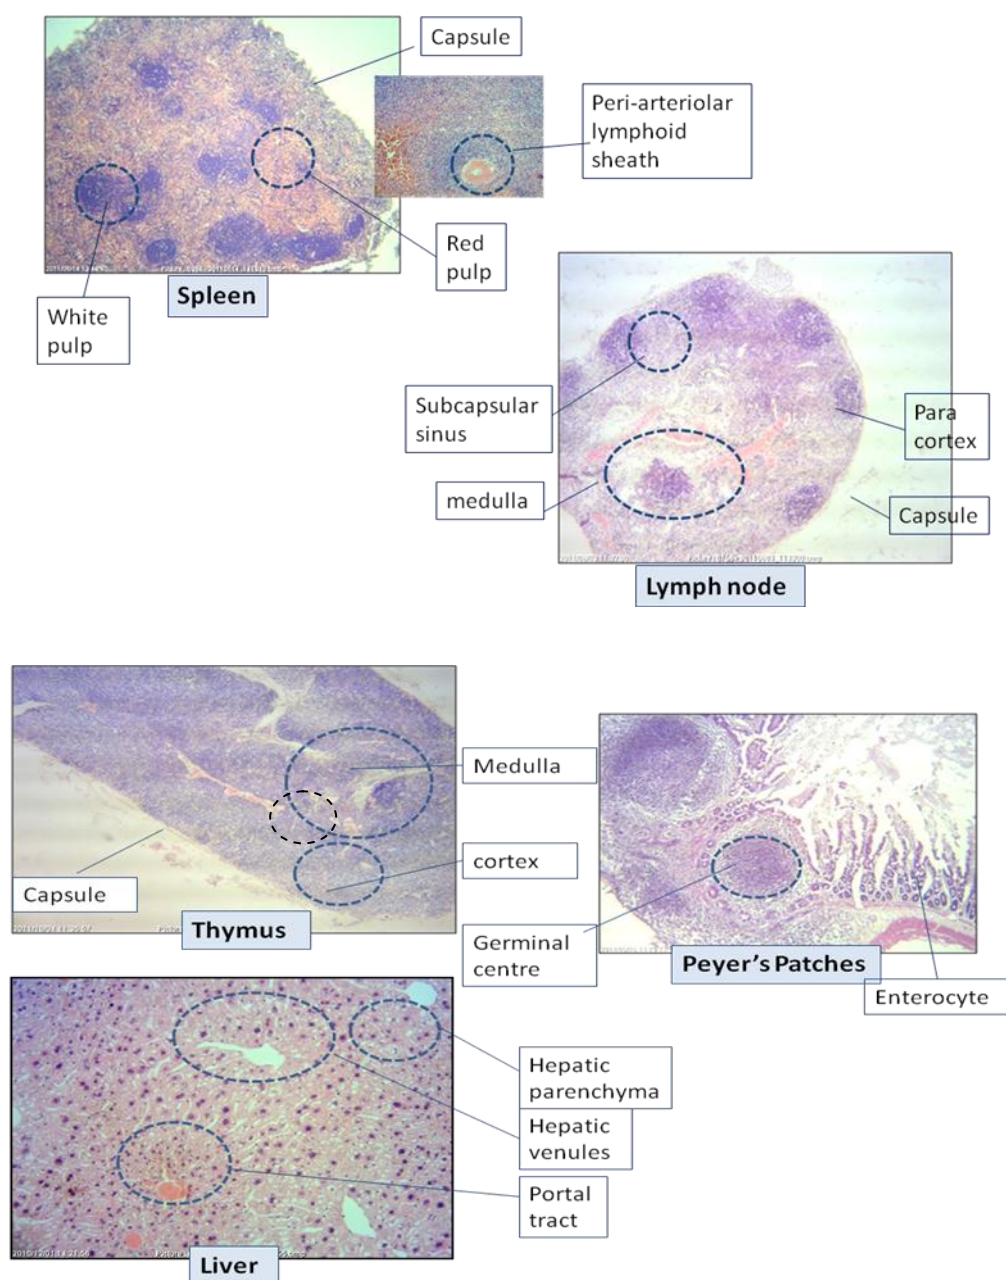 Capsule
Peri-arteriolar
lymphoid
sheath
Red
pulp
Spleen
White
pulp
Subcapsular
sinus
Para
cortex
medulla
Capsule
Lymph node
Medulla
cortex
Capsule
Thymus
Germinal
centre
Peyer's Patches
Enterocyte
Hepatic
parenchyma
Hepatic
venules
Portal
tract
Liver